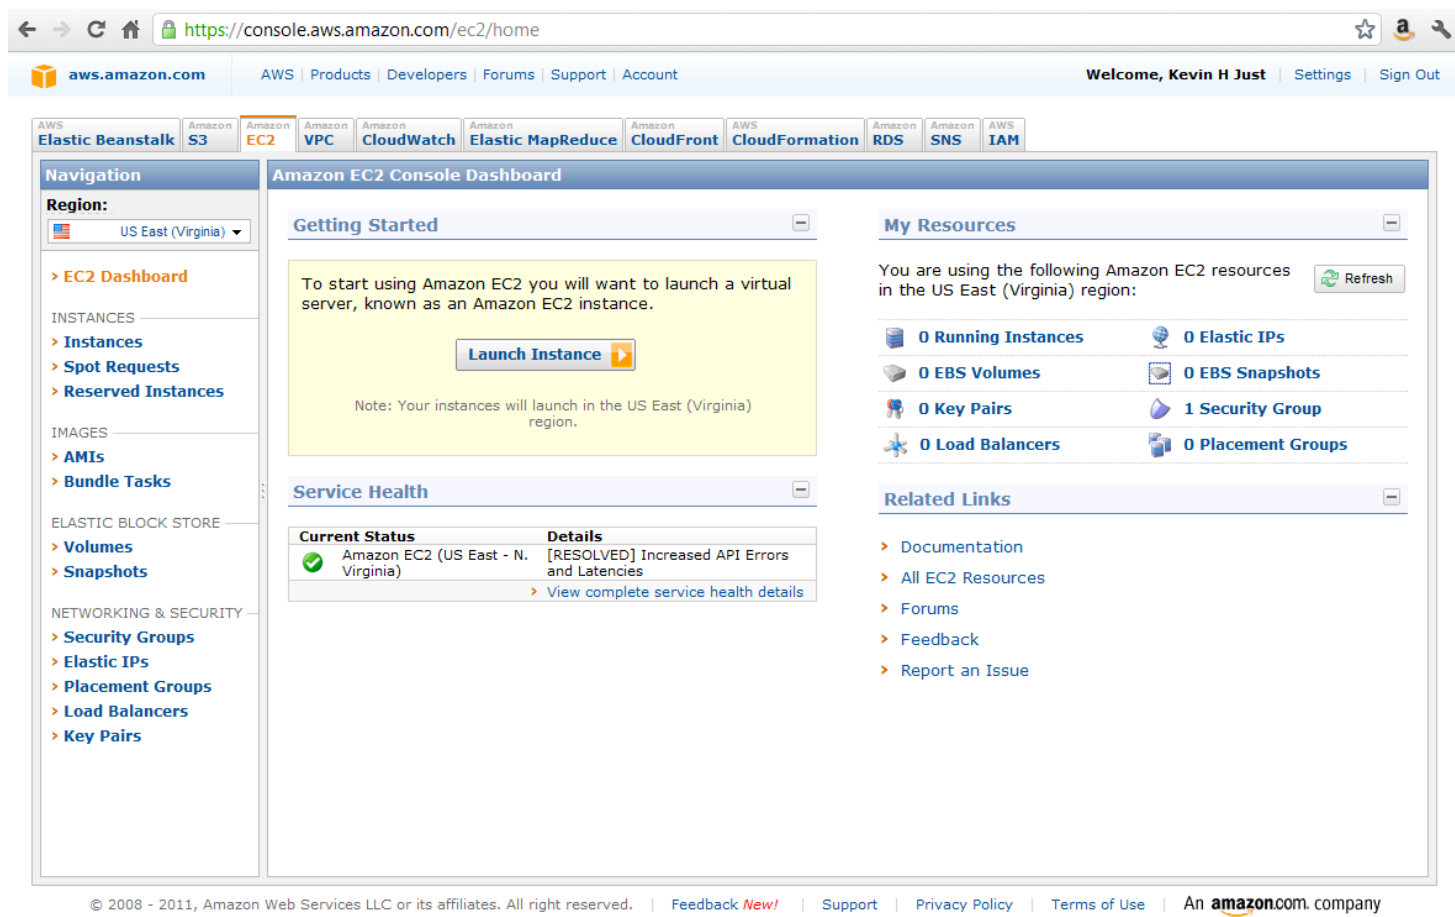 https://console.aws.amazon.com/ec2/home
aws.amazon.com
AWS | Products | Developers | Forums | Support | Account
Welcome, Kevin H Just | Settings | Sign Out
AWS
Elastic Beanstalk
Amazon
S3
Amazon
EC2
Amazon
VPC
Amazon
CloudWatch
Amazon
Elastic MapReduce
Amazon
CloudFront
AWS
CloudFormation
Amazon
RDS
Amazon
SNS
AWS
IAM
Navigation
Region:
US East (Virginia)
EC2 Dashboard
INSTANCES
Instances
Spot Requests
Reserved Instances
IMAGES
AMIs
Bundle Tasks
ELASTIC BLOCK STORE
Volumes
Snapshots
NETWORKING & SECURITY
Security Groups
Elastic IPs
Placement Groups
Load Balancers
Key Pairs
Amazon EC2 Console Dashboard
Getting Started
To start using Amazon EC2 you will want to launch a virtual
server, known as an Amazon EC2 instance.
Launch Instance
Note: Your instances will launch in the US East (Virginia)
region.
Service Health
Current Status Details
Amazon EC2 (US East - N. [RESOLVED] Increased API Errors
Virginia) and Latencies
View complete service health details
My Resources
You are using the following Amazon EC2 resources
in the US East (Virginia) region:
Refresh
0 Running Instances 0 Elastic IPs
0 EBS Volumes 0 EBS Snapshots
0 Key Pairs 1 Security Group
0 Load Balancers 0 Placement Groups
Related Links
Documentation
All EC2 Resources
Forums
Feedback
Report an Issue
© 2008 - 2011, Amazon Web Services LLC or its affiliates. All right reserved. | Feedback New! | Support | Privacy Policy | Terms of Use | An amazon.com. company